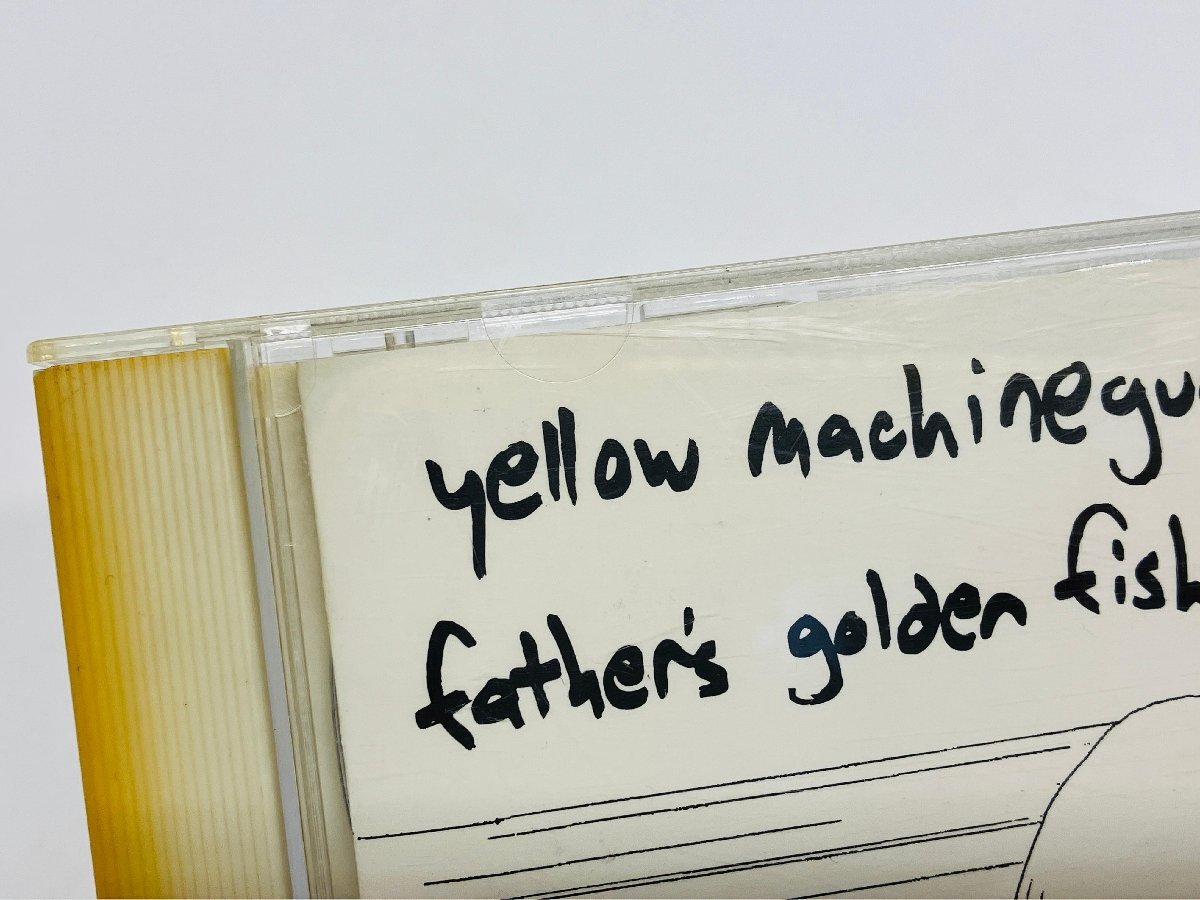 yellow machinegu
father's golden fish